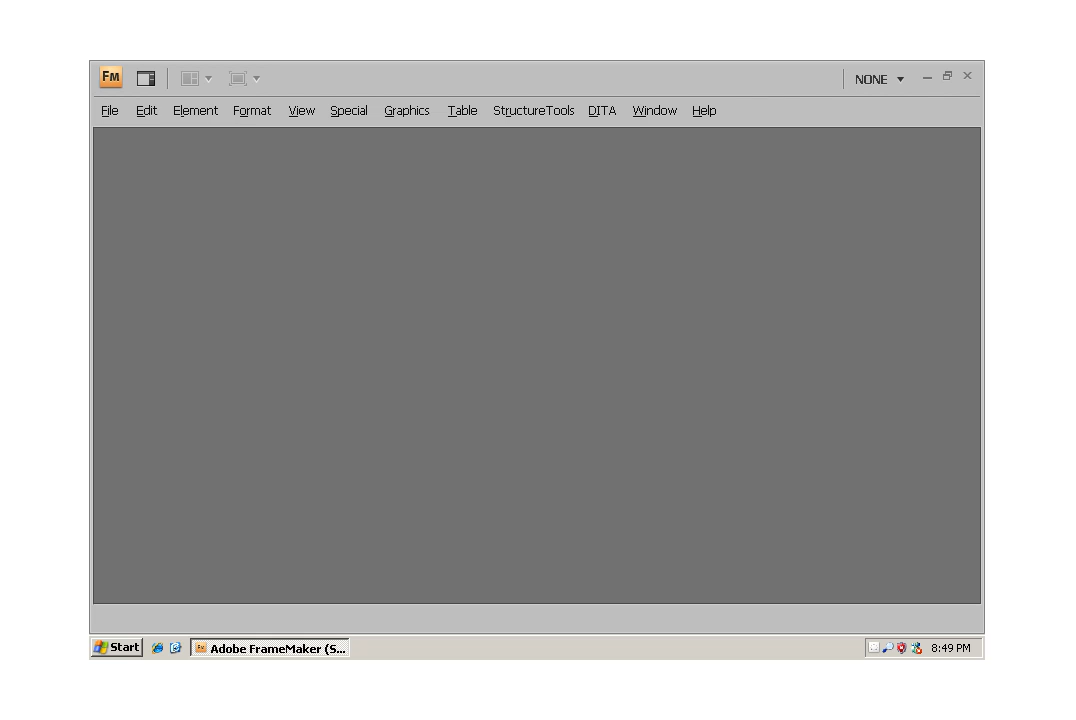 FM
NONE
File Edit Element Format View Special Graphics Table StructureTools DITA Window Help
Start Adobe FrameMaker (S... 8:49 PM